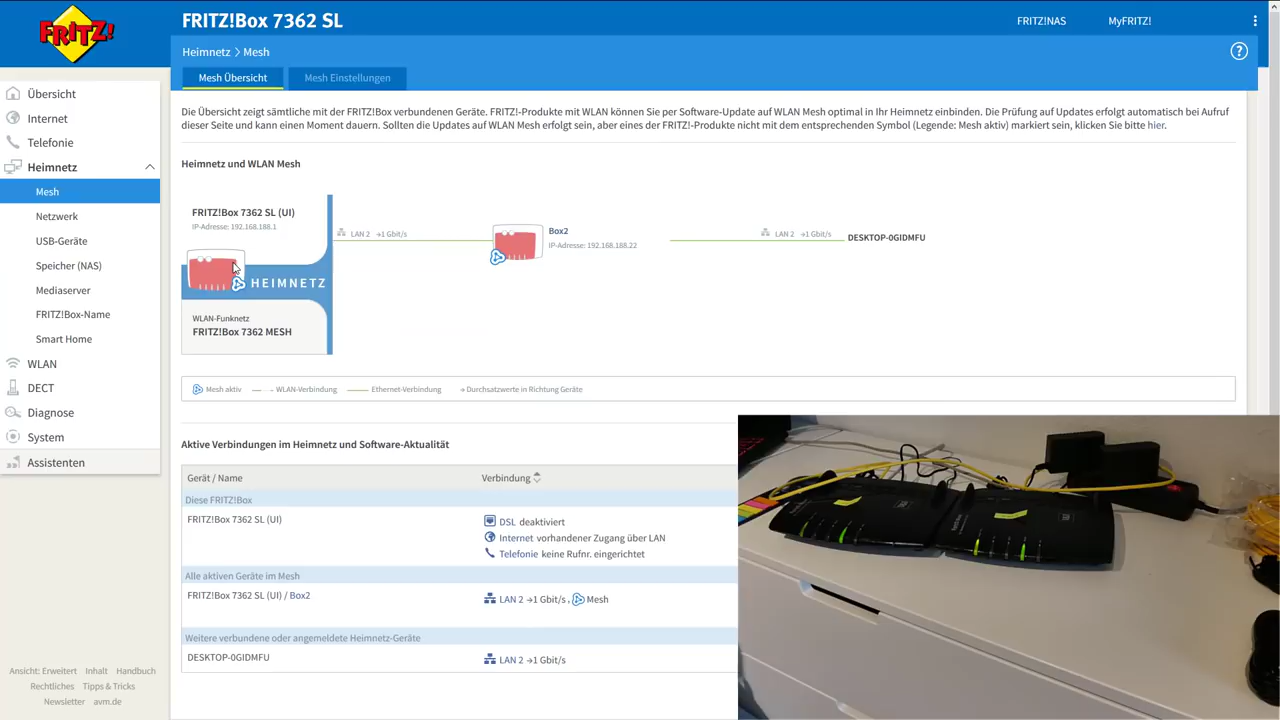 FRITZ!
FRITZ!Box 7362 SL
FRITZ!NAS
MyFRITZ!
Heimnetz > Mesh
?
Mesh Übersicht
Mesh Einstellungen
Übersicht
Internet
Telefonie
Heimnetz
Mesh
Netzwerk
USB-Geräte
Speicher (NAS)
Mediaserver
FRITZ!Box-Name
Smart Home
WLAN
DECT
Diagnose
System
Assistenten
Ansicht: Erweitert Inhalt Handbuch
Rechtliches Tipps & Tricks
Newsletter avm.de
Die Übersicht zeigt sämtliche mit der FRITZ!Box verbundenen Geräte. FRITZ!-Produkte mit WLAN können Sie per Software-Update auf WLAN Mesh optimal in Ihr Heimnetz einbinden. Die Prüfung auf Updates erfolgt automatisch bei Aufruf
dieser Seite und kann einen Moment dauern. Sollten die Updates auf WLAN Mesh erfolgt sein, aber eines der FRITZ!-Produkte nicht mit dem entsprechenden Symbol (Legende: Mesh aktiv) markiert sein, klicken Sie bitte hier.
Heimnetz und WLAN Mesh
FRITZ!Box 7362 SL (UI)
IP-Adresse: 192.168.188.1
HEIMNETZ
WLAN-Funknetz
FRITZ!Box 7362 MESH
LAN 2 →1 Gbit/s
Box2
IP-Adresse: 192.168.188.22
LAN 2 →1 Gbit/s
DESKTOP-0GIDMFU
Mesh aktiv WLAN-Verbindung Ethernet-Verbindung → Durchsatzwerte in Richtung Geräte
Aktive Verbindungen im Heimnetz und Software-Aktualität
Gerät / Name Verbindung
Diese FRITZ!Box
FRITZ!Box 7362 SL (UI) DSL deaktiviert
Internet vorhandener Zugang über LAN
Telefonie keine Rufnr. eingerichtet
Alle aktiven Geräte im Mesh
FRITZ!Box 7362 SL (UI) / Box2 LAN 2 →1 Gbit/s , Mesh
Weitere verbundene oder angemeldete Heimnetz-Geräte
DESKTOP-0GIDMFU LAN 2 →1 Gbit/s